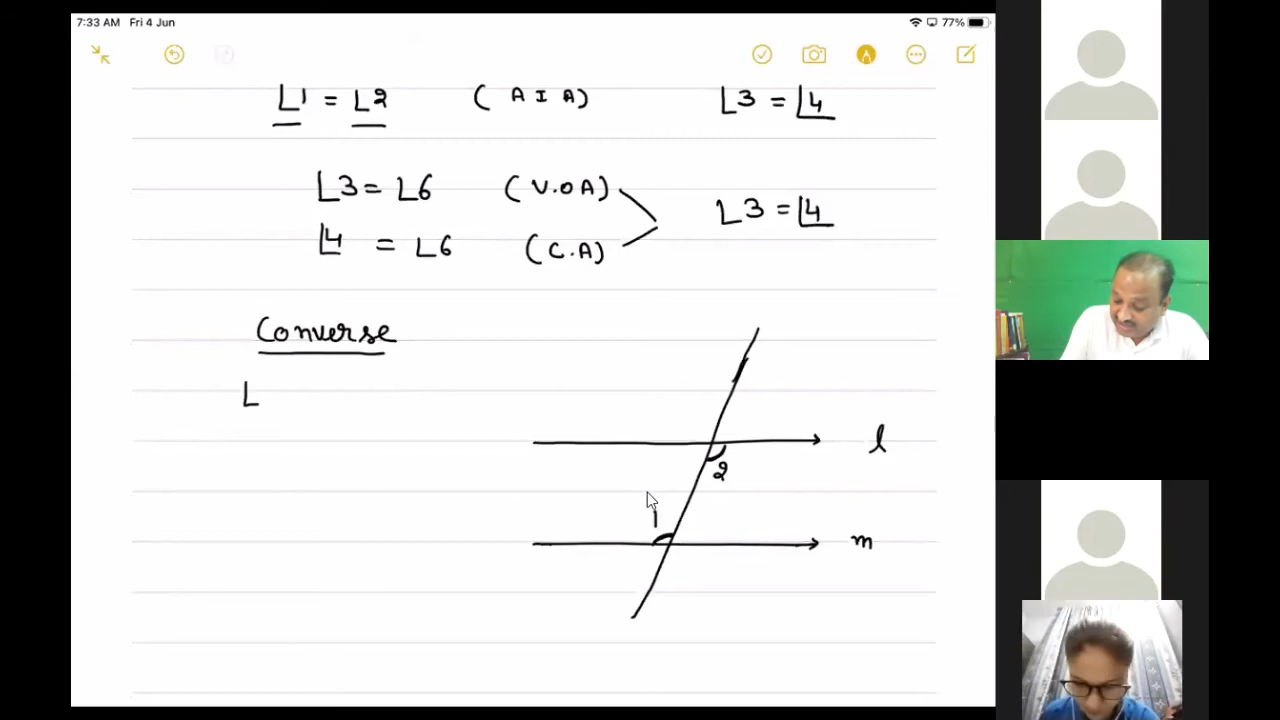 7:33 AM Fri 4 Jun 77%
∠1 = ∠2 (A I A) ∠3 = ∠4
∠3 = ∠6 (V.O A)
∠3 = ∠4
∠4 = ∠6 (C.A)
Converse
∠
l
2
1
m